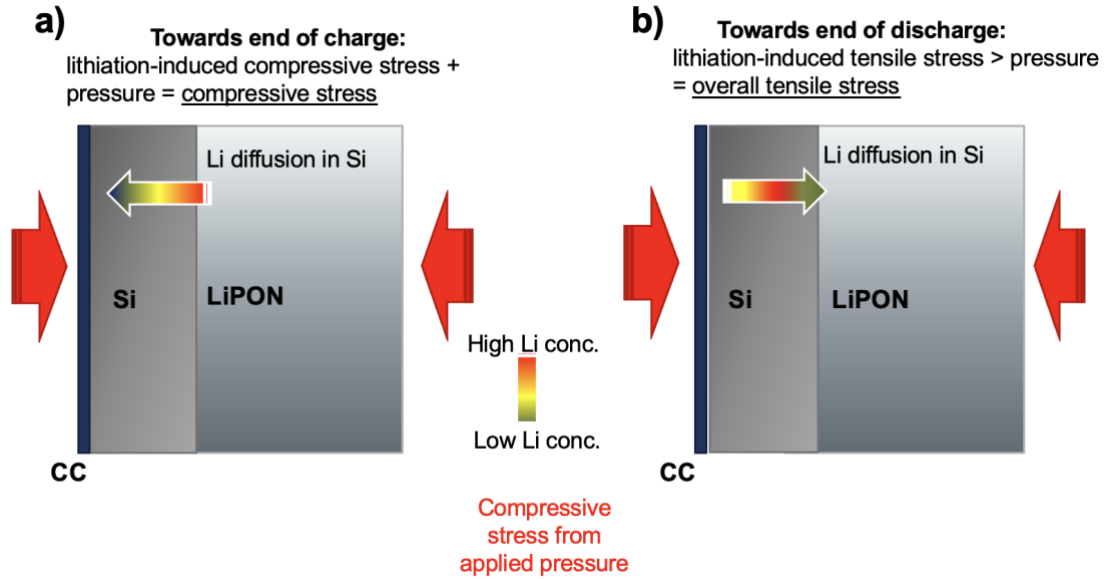 a)
Towards end of charge:
lithiation-induced compressive stress +
pressure = compressive stress
Li diffusion in Si
Si
LiPON
CC
b)
Towards end of discharge:
lithiation-induced tensile stress > pressure
= overall tensile stress
Li diffusion in Si
Si
LiPON
CC
High Li conc.
Low Li conc.
Compressive
stress from
applied pressure